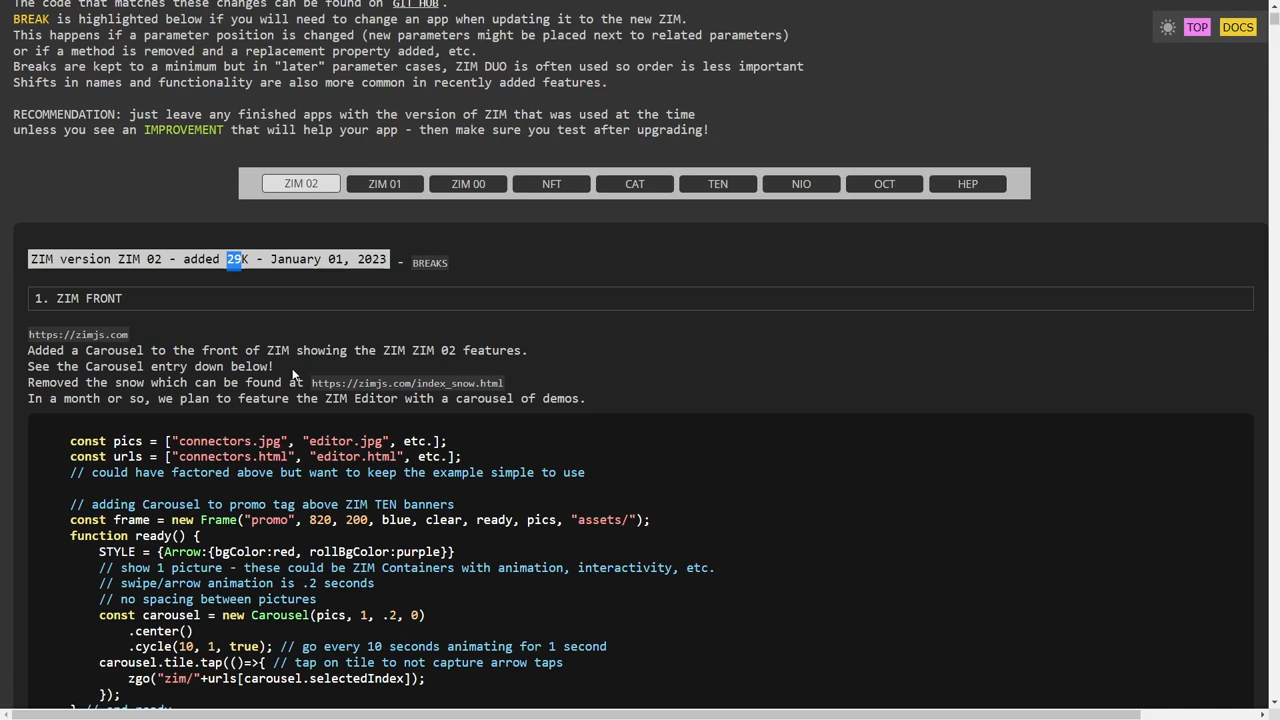 The code that matches these changes can be found on GIT HUB.
BREAK is highlighted below if you will need to change an app when updating it to the new ZIM.
This happens if a parameter position is changed (new parameters might be placed next to related parameters)
or if a method is removed and a replacement property added, etc.
Breaks are kept to a minimum but in "later" parameter cases, ZIM DUO is often used so order is less important
Shifts in names and functionality are also more common in recently added features.
RECOMMENDATION: just leave any finished apps with the version of ZIM that was used at the time
unless you see an IMPROVEMENT that will help your app - then make sure you test after upgrading!
TOP DOCS
ZIM 02 ZIM 01 ZIM 00 NFT CAT TEN NIO OCT HEP
ZIM version ZIM 02 - added 29K - January 01, 2023 - BREAKS
1. ZIM FRONT
https://zimjs.com
Added a Carousel to the front of ZIM showing the ZIM ZIM 02 features.
See the Carousel entry down below!
Removed the snow which can be found at https://zimjs.com/index_snow.html
In a month or so, we plan to feature the ZIM Editor with a carousel of demos.
const pics = ["connectors.jpg", "editor.jpg", etc.];
const urls = ["connectors.html", "editor.html", etc.];
// could have factored above but want to keep the example simple to use
// adding Carousel to promo tag above ZIM TEN banners
const frame = new Frame("promo", 820, 200, blue, clear, ready, pics, "assets/");
function ready() {
STYLE = {Arrow:{bgColor:red, rollBgColor:purple}}
// show 1 picture - these could be ZIM Containers with animation, interactivity, etc.
// swipe/arrow animation is .2 seconds
// no spacing between pictures
const carousel = new Carousel(pics, 1, .2, 0)
.center()
.cycle(10, 1, true); // go every 10 seconds animating for 1 second
carousel.tile.tap(()=>{ // tap on tile to not capture arrow taps
zgo("zim/"+urls[carousel.selectedIndex]);
});
} // end ready